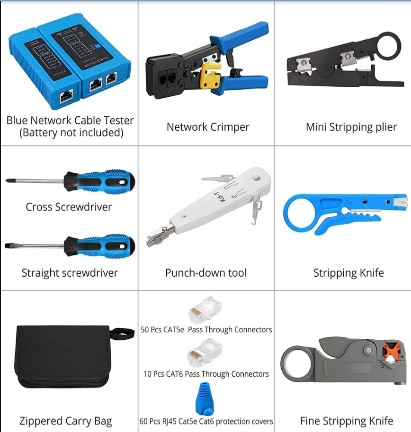 Blue Network Cable Tester
(Battery not included)
Network Crimper
Mini Stripping plier
Cross Screwdriver
Straight screwdriver
Punch-down tool
Stripping Knife
Zippered Carry Bag
50 Pcs CAT5e Pass Through Connectors
10 Pcs CAT6 Pass Through Connectors
60 Pcs RJ45 Cat5e Cat6 protection covers
Fine Stripping Knife